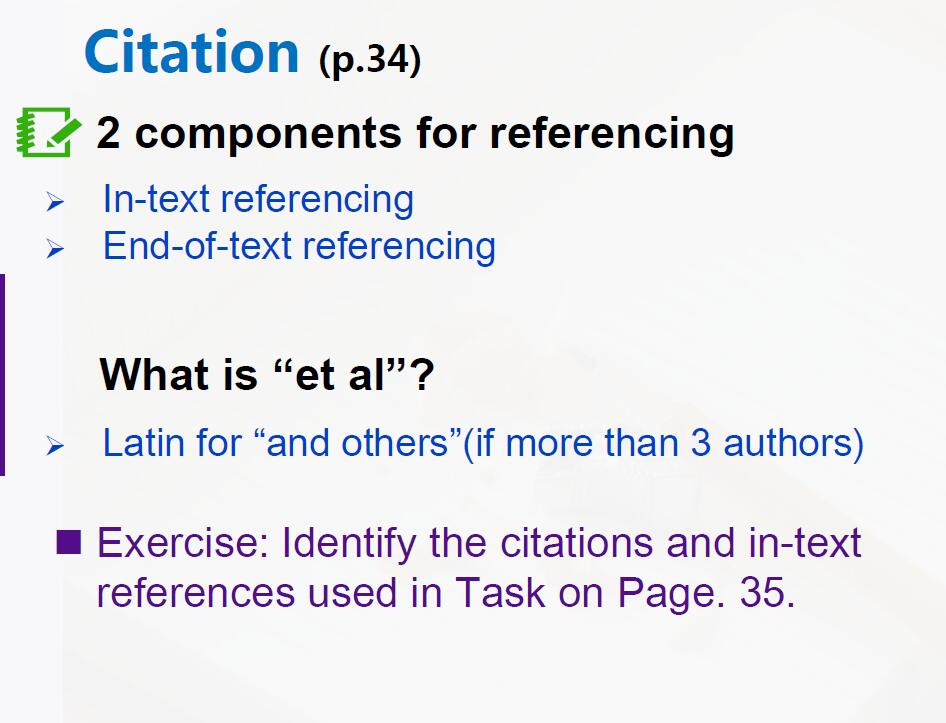 Citation (p.34)
2 components for referencing
In-text referencing
End-of-text referencing
What is “et al”?
Latin for “and others”(if more than 3 authors)
Exercise: Identify the citations and in-text
references used in Task on Page. 35.